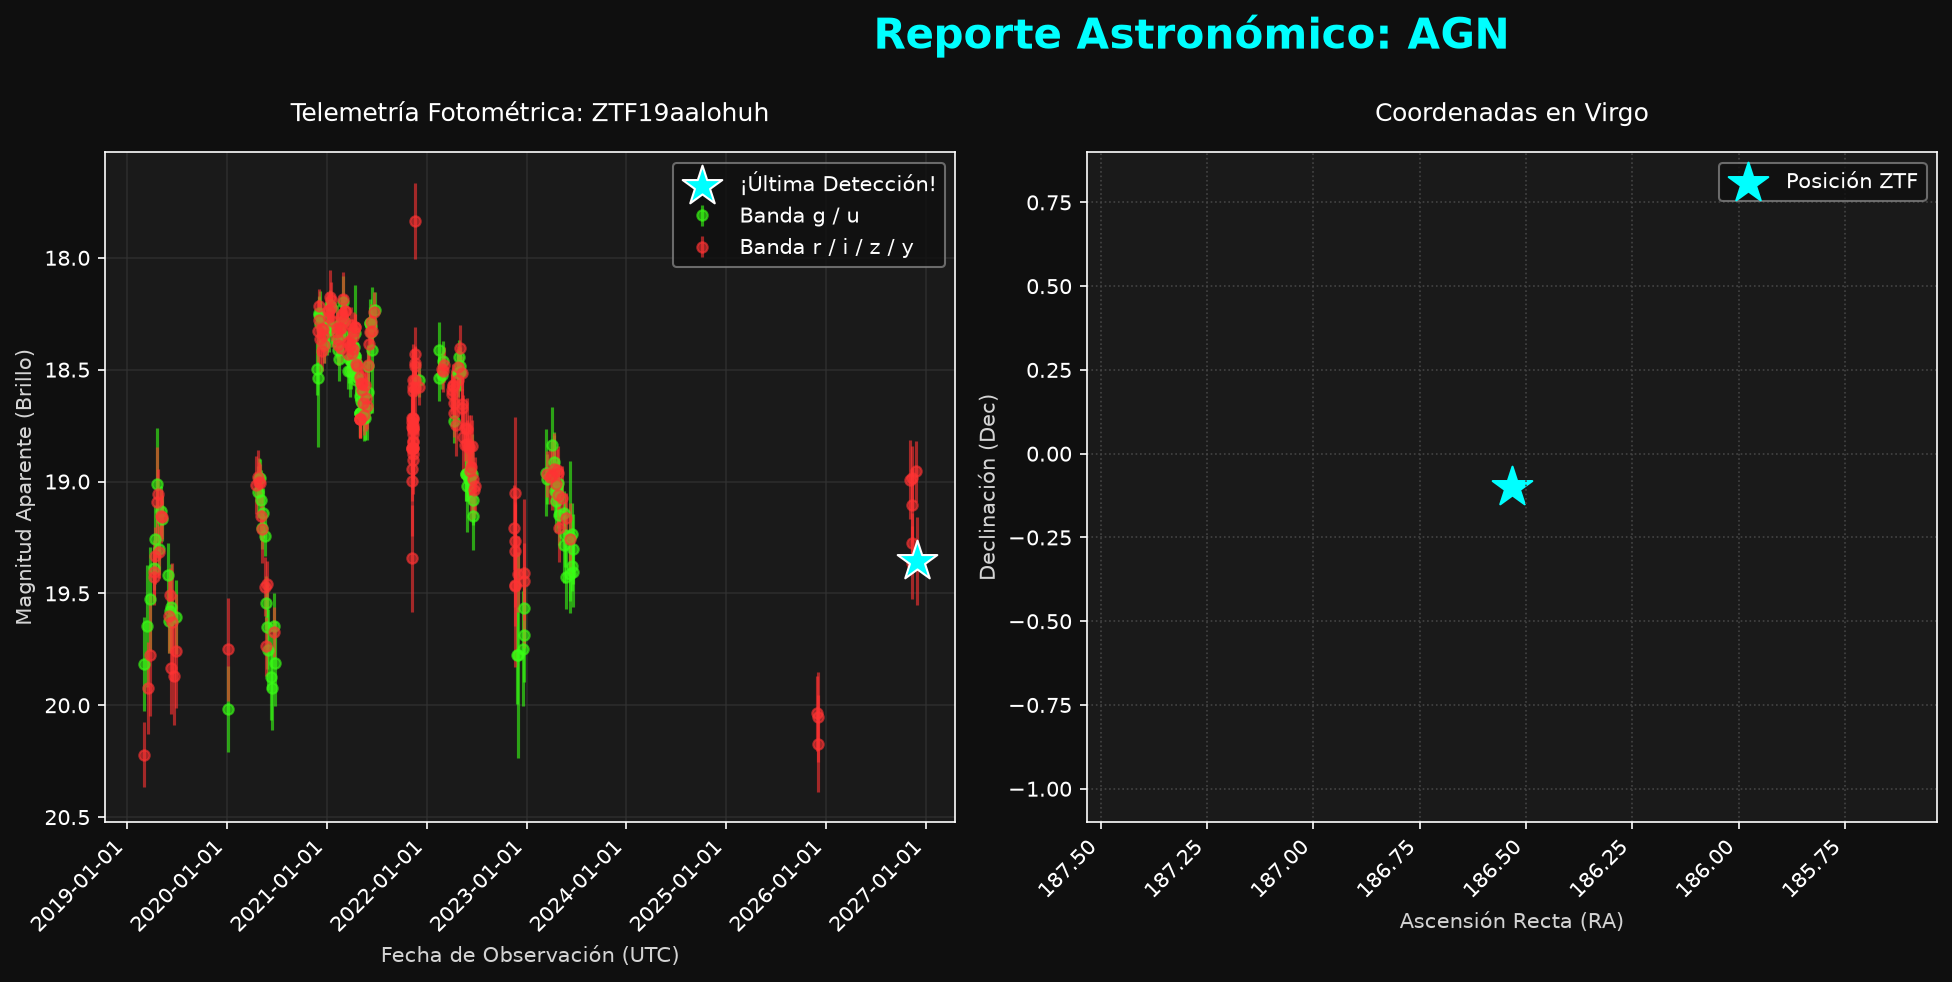 Reporte Astronómico: AGN
Telemetría Fotométrica: ZTF19aalohuh
¡Última Detección!
Banda g / u
Banda r / i / z / y
Magnitud Aparente (Brillo)
18.0
18.5
19.0
19.5
20.0
20.5
2019-01-01
2020-01-01
2021-01-01
2022-01-01
2023-01-01
2024-01-01
2025-01-01
2026-01-01
2027-01-01
Fecha de Observación (UTC)
Coordenadas en Virgo
Posición ZTF
Declinación (Dec)
0.75
0.50
0.25
0.00
−0.25
−0.50
−0.75
−1.00
187.50
187.25
187.00
186.75
186.50
186.25
186.00
185.75
Ascensión Recta (RA)